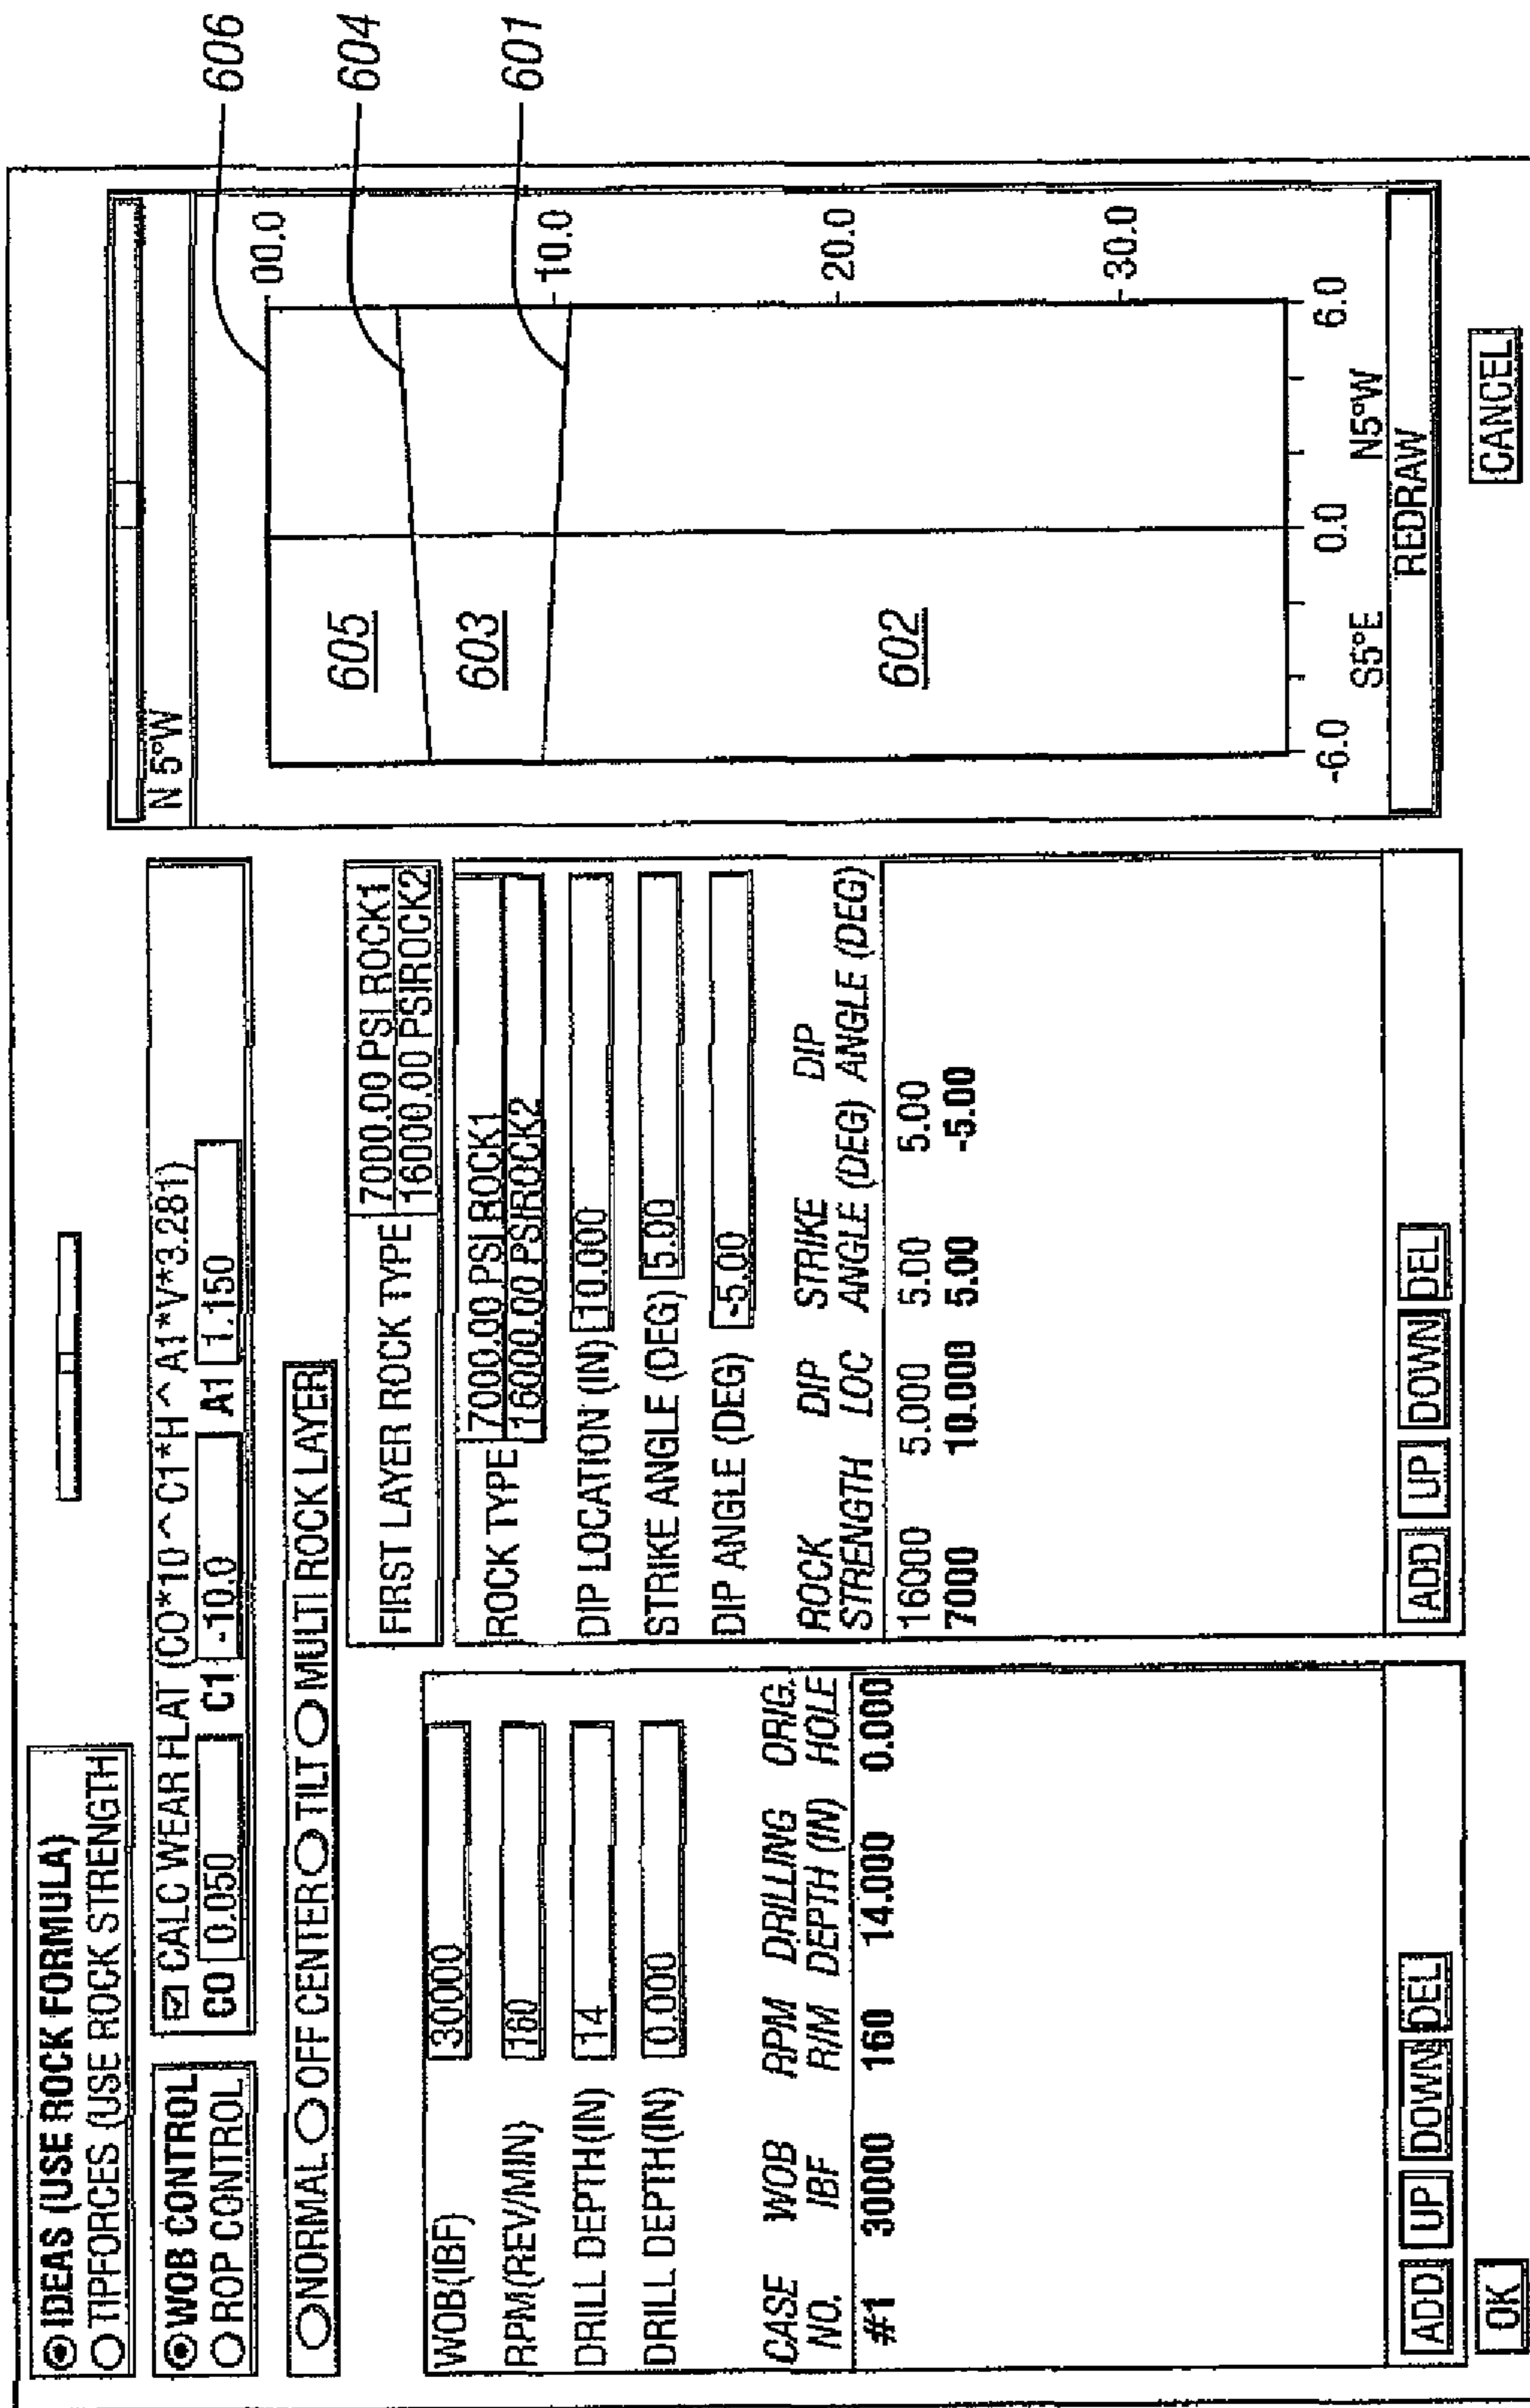 IDEAS (USE ROCK FORMULA)
TIPFORCES (USE ROCK STRENGTH
WOB CONTROL
ROP CONTROL
CALC WEAR FLAT (CO*10^C1*H^A1*V*3.281)
CO 0.050 C1 -10.0 A1 1.150
NORMAL OFF CENTER TILT MULTI ROCK LAYER
WOB(IBF) 30000
RPM(REV/MIN) 160
DRILL DEPTH(IN) 14
DRILL DEPTH(IN) 0.000
CASE WOB RPM DRILLING ORIG.
NO. IBF R/M DEPTH (IN) HOLE
#1 30000 160 14.000 0.000
ADD UP DOWN DEL
OK
FIRST LAYER ROCK TYPE 7000.00 PSI ROCK1
16000.00 PSIROCK2
ROCK TYPE 7000.00 PSI ROCK1
16000.00 PSIROCK2
DIP LOCATION (IN) 10.000
STRIKE ANGLE (DEG) 5.00
DIP ANGLE (DEG) -5.00
ROCK DIP STRIKE DIP
STRENGTH LOC ANGLE (DEG) ANGLE (DEG)
16000 5.000 5.00 5.00
7000 10.000 5.00 -5.00
ADD UP DOWN DEL
N 5°W
606
604
601
605
603
602
00.0
10.0
20.0
30.0
-6.0 0.0 6.0
S5°E N5°W
REDRAW
CANCEL